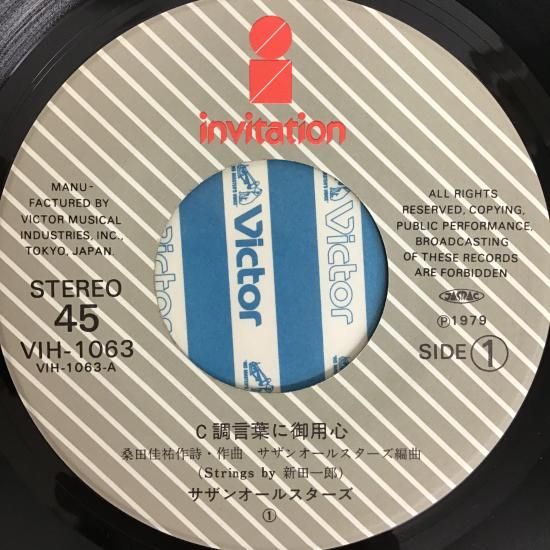 invitation
MANU-
FACTURED BY
VICTOR MUSICAL
INDUSTRIES, INC.,
TOKYO, JAPAN.
ALL RIGHTS
RESERVED, COPYING,
PUBLIC PERFORMANCE,
BROADCASTING
OF THESE RECORDS
ARE FORBIDDEN
JASRAC
Ⓟ1979
STEREO
45
VIH-1063
VIH-1063-A
SIDE ①
Victor
Victor
C調言葉に御用心
桑田佳祐作詩・作曲 サザンオールスターズ編曲
(Strings by 新田一郎)
サザンオールスターズ
①